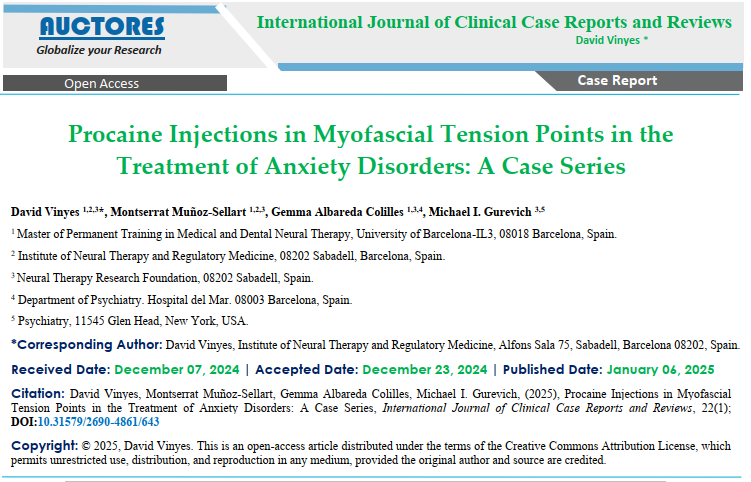 AUCTORES
Globalize your Research
International Journal of Clinical Case Reports and Reviews
David Vinyes *
Open Access
Case Report
Procaine Injections in Myofascial Tension Points in the
Treatment of Anxiety Disorders: A Case Series
David Vinyes 1,2,3*, Montserrat Muñoz-Sellart 1,2,3, Gemma Albareda Colilles 1,3,4, Michael I. Gurevich 3,5
1 Master of Permanent Training in Medical and Dental Neural Therapy, University of Barcelona-IL3, 08018 Barcelona, Spain.
2 Institute of Neural Therapy and Regulatory Medicine, 08202 Sabadell, Barcelona, Spain.
3 Neural Therapy Research Foundation, 08202 Sabadell, Spain.
4 Department of Psychiatry. Hospital del Mar. 08003 Barcelona, Spain.
5 Psychiatry, 11545 Glen Head, New York, USA.
*Corresponding Author: David Vinyes, Institute of Neural Therapy and Regulatory Medicine, Alfons Sala 75, Sabadell, Barcelona 08202, Spain.
Received Date: December 07, 2024 | Accepted Date: December 23, 2024 | Published Date: January 06, 2025
Citation: David Vinyes, Montserrat Muñoz-Sellart, Gemma Albareda Colilles, Michael I. Gurevich, (2025), Procaine Injections in Myofascial
Tension Points in the Treatment of Anxiety Disorders: A Case Series, International Journal of Clinical Case Reports and Reviews, 22(1);
DOI:10.31579/2690-4861/643
Copyright: © 2025, David Vinyes. This is an open-access article distributed under the terms of the Creative Commons Attribution License, which
permits unrestricted use, distribution, and reproduction in any medium, provided the original author and source are credited.